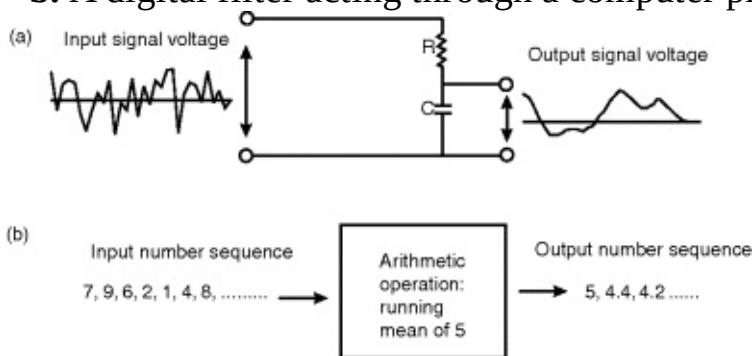 S. A digital filter acting through a computer
(a) Input signal voltage
R
Output signal voltage
C
(b)
Input number sequence
Output number sequence
Arithmetic
operation:
running
mean of 5
7, 9, 6, 2, 1, 4, 8, .........
5, 4.4, 4.2 ......